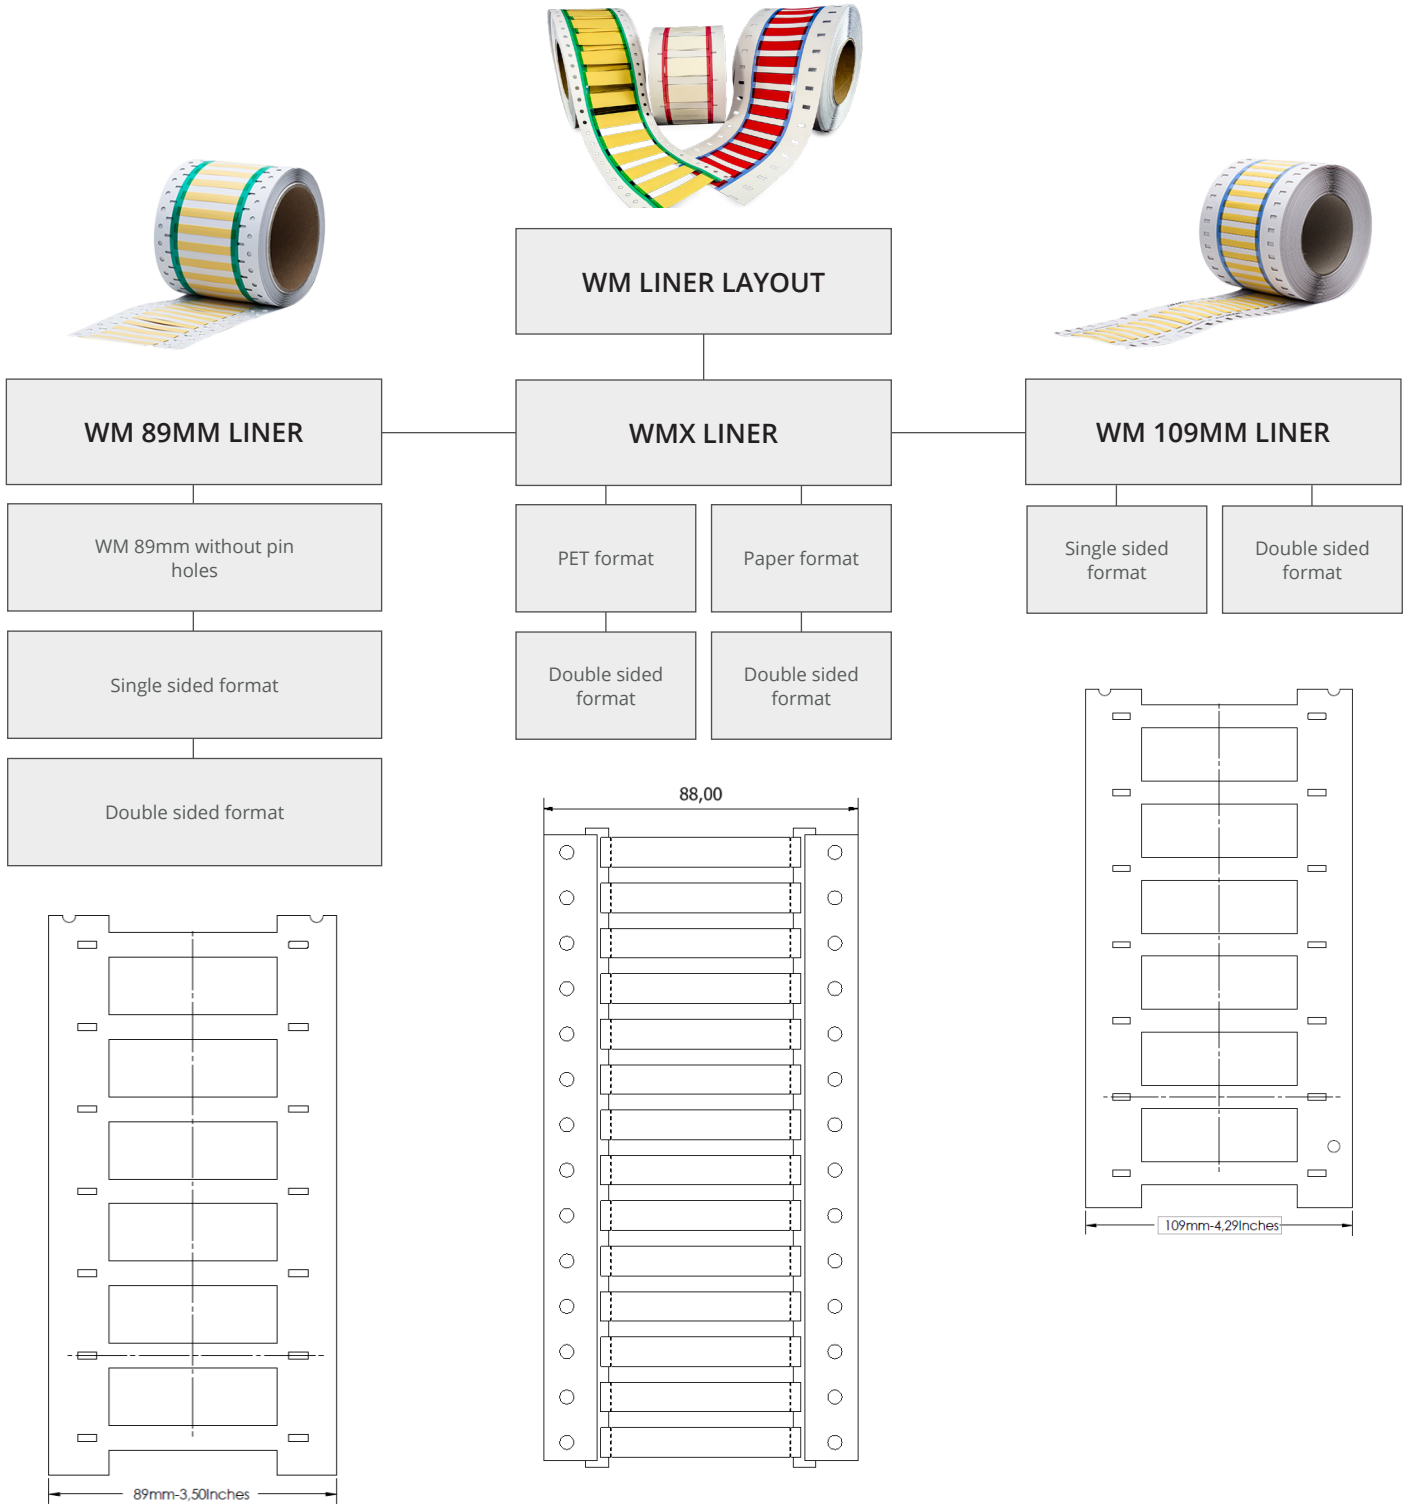 WM LINER LAYOUT
WM 89MM LINER
WMX LINER
WM 109MM LINER
WM 89mm without pin
holes
Single sided format
Double sided format
PET format
Paper format
Double sided
format
Double sided
format
Single sided
format
Double sided
format
88,00
109mm-4,29Inches
89mm-3,50Inches